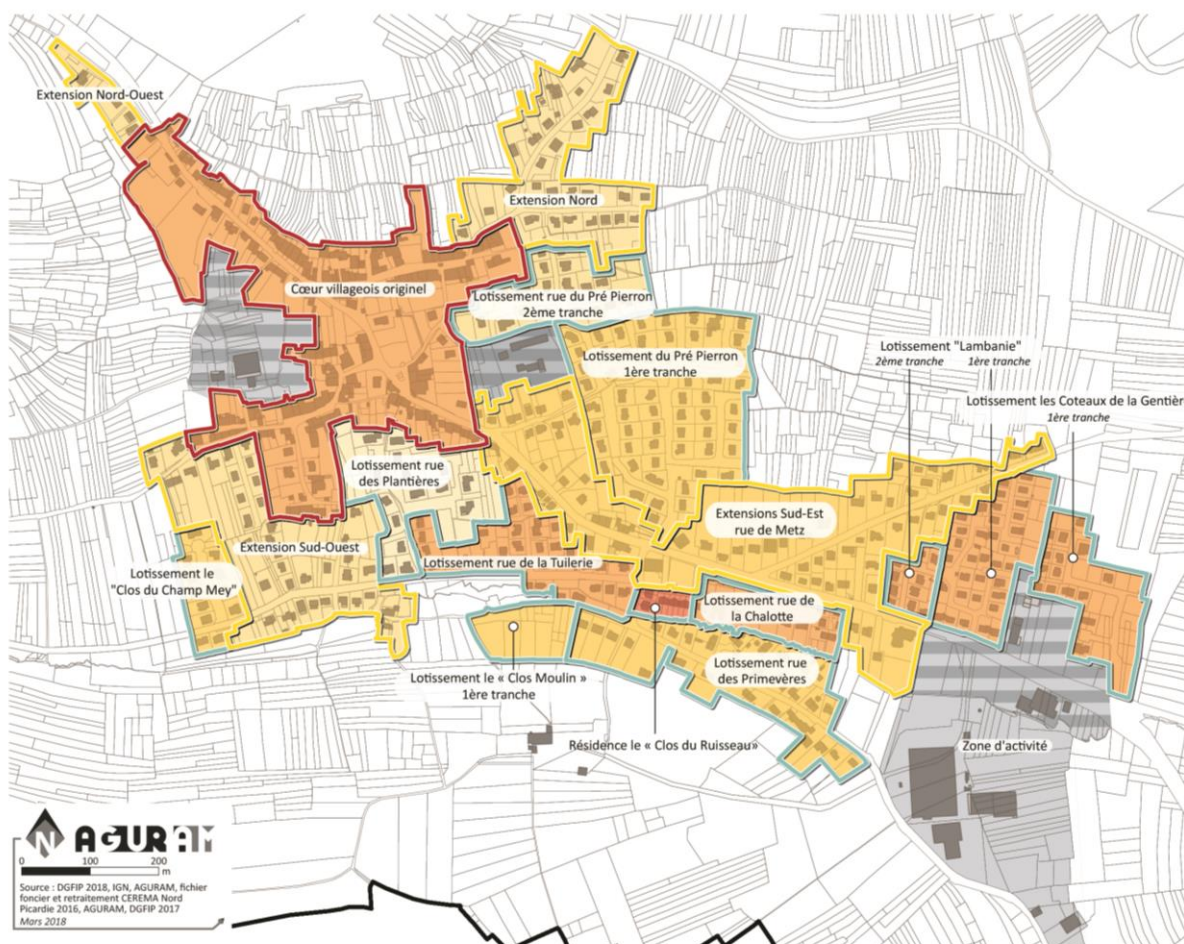 Extension Nord-Ouest
Extension Nord
Cœur villageois originel
Lotissement rue du Pré Pierron
2ème tranche
Lotissement du Pré Pierron
1ère tranche
Lotissement "Lambanie"
2ème tranche 1ère tranche
Lotissement les Coteaux de la Gentièr
1ère tranche
Lotissement rue
des Plantières
Extensions Sud-Est
rue de Metz
Extension Sud-Ouest
Lotissement rue de la Tuilerie
Lotissement le
"Clos du Champ Mey"
Lotissement rue de
la Chalotte
Lotissement rue
des Primevères
Lotissement le « Clos Moulin »
1ère tranche
Résidence le « Clos du Ruisseau»
Zone d'activité
N AGURAM
0 100 200
m
Source : DGFIP 2018, IGN, AGURAM, fichier
foncier et retraitement CEREMA Nord
Picardie 2016, AGURAM, DGFIP 2017
Mars 2018